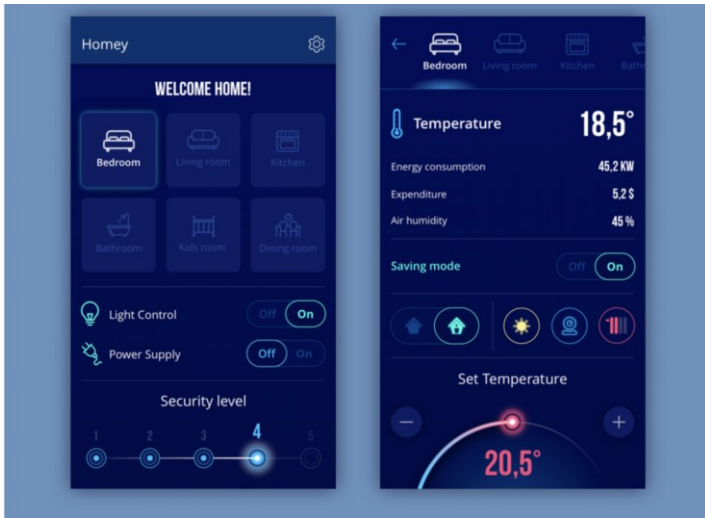 Homey
WELCOME HOME!
Bedroom
Living room
Kitchen
Bathroom
Kids room
Dining room
Light Control
Off On
Power Supply
Off On
Security level
1 2 3 4 5
Bedroom Living room Kitchen Bathr
Temperature 18,5°
Energy consumption 45,2 KW
Expenditure 5,2 $
Air humidity 45 %
Saving mode Off On
Set Temperature
20,5°